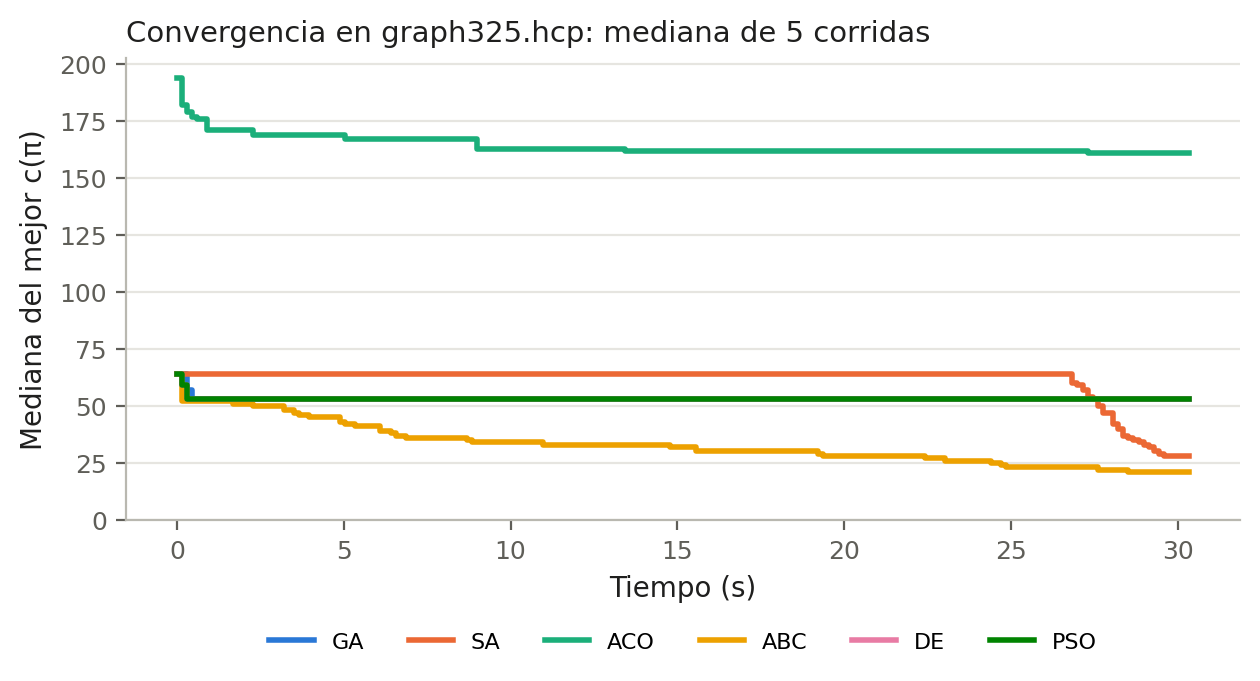 Convergencia en graph325.hcp: mediana de 5 corridas
Mediana del mejor c(π)
200
175
150
125
100
75
50
25
0
0 5 10 15 20 25 30
Tiempo (s)
GA SA ACO ABC DE PSO